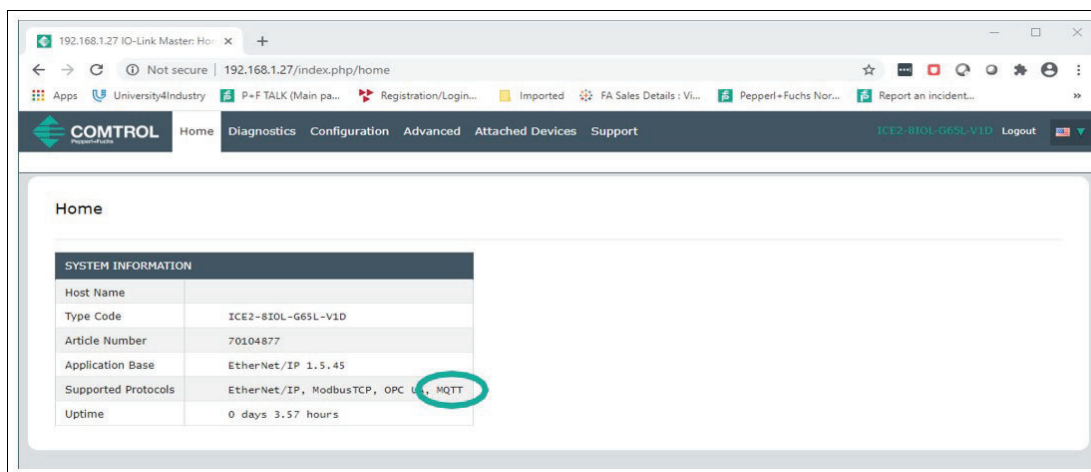 192.168.1.27 IO-Link Master: Hor
Not secure | 192.168.1.27/index.php/home
Apps University4Industry P+F TALK (Main pa... Registration/Login... Imported FA Sales Details : Vi... Pepperl+Fuchs Nor... Report an incident... »
COMTROL Home Diagnostics Configuration Advanced Attached Devices Support ICE2-8IOL-G65L-V1D Logout
Pepperl+Fuchs
Home
SYSTEM INFORMATION
Host Name
Type Code ICE2-8IOL-G65L-V1D
Article Number 70104877
Application Base EtherNet/IP 1.5.45
Supported Protocols EtherNet/IP, ModbusTCP, OPC UA, MQTT
Uptime 0 days 3.57 hours